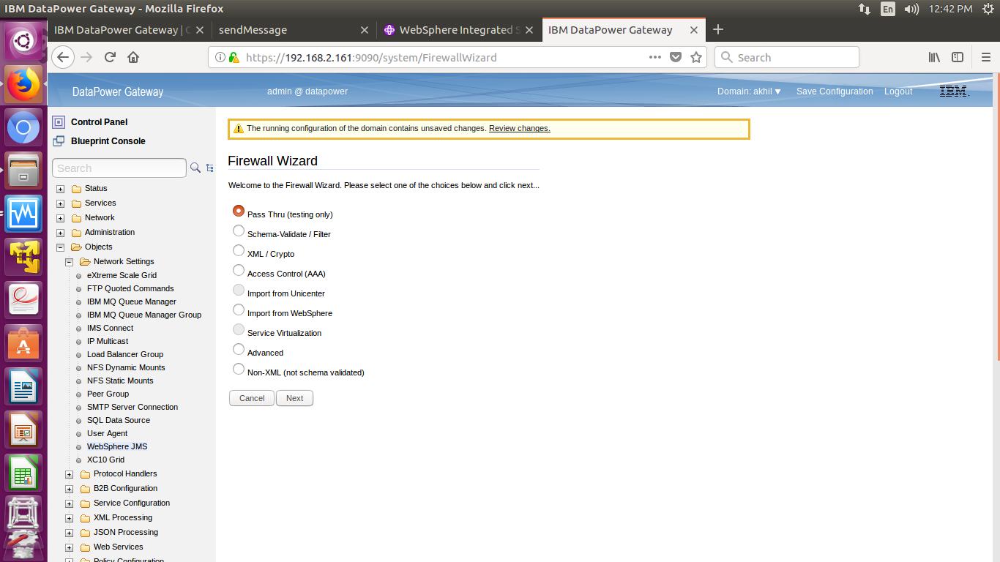 IBM DataPower Gateway - Mozilla Firefox
En
12:42 PM
IBM DataPower Gateway | C
sendMessage
WebSphere Integrated S
IBM DataPower Gateway
https://192.168.2.161:9090/system/FirewallWizard
Search
DataPower Gateway
admin @ datapower
Domain: akhil
Save Configuration
Logout
IBM.
Control Panel
Blueprint Console
Search
Status
Services
Network
Administration
Objects
Network Settings
eXtreme Scale Grid
FTP Quoted Commands
IBM MQ Queue Manager
IBM MQ Queue Manager Group
IMS Connect
IP Multicast
Load Balancer Group
NFS Dynamic Mounts
NFS Static Mounts
Peer Group
SMTP Server Connection
SQL Data Source
User Agent
WebSphere JMS
XC10 Grid
Protocol Handlers
B2B Configuration
Service Configuration
XML Processing
JSON Processing
Web Services
Policy Configuration
The running configuration of the domain contains unsaved changes. Review changes.
Firewall Wizard
Welcome to the Firewall Wizard. Please select one of the choices below and click next...
Pass Thru (testing only)
Schema-Validate / Filter
XML / Crypto
Access Control (AAA)
Import from Unicenter
Import from WebSphere
Service Virtualization
Advanced
Non-XML (not schema validated)
Cancel
Next